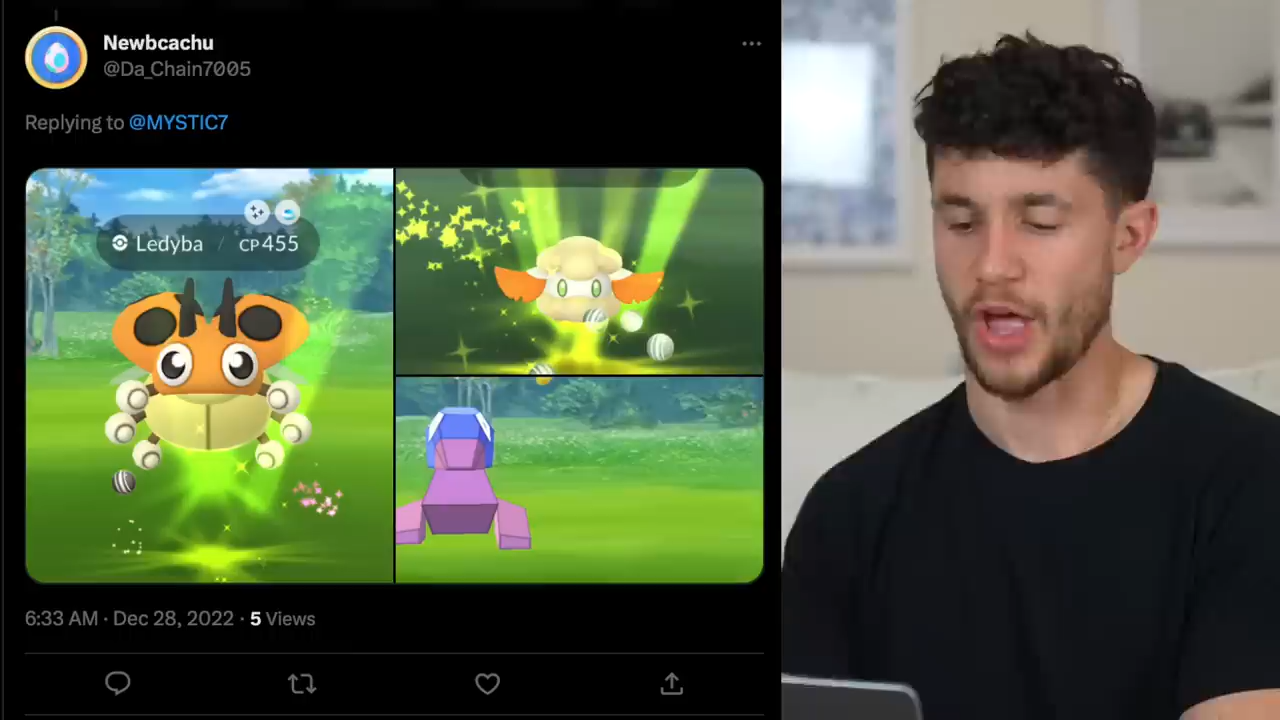 Newbcachu
@Da_Chain7005
Replying to @MYSTIC7
Ledyba / CP455
6:33 AM · Dec 28, 2022 · 5 Views